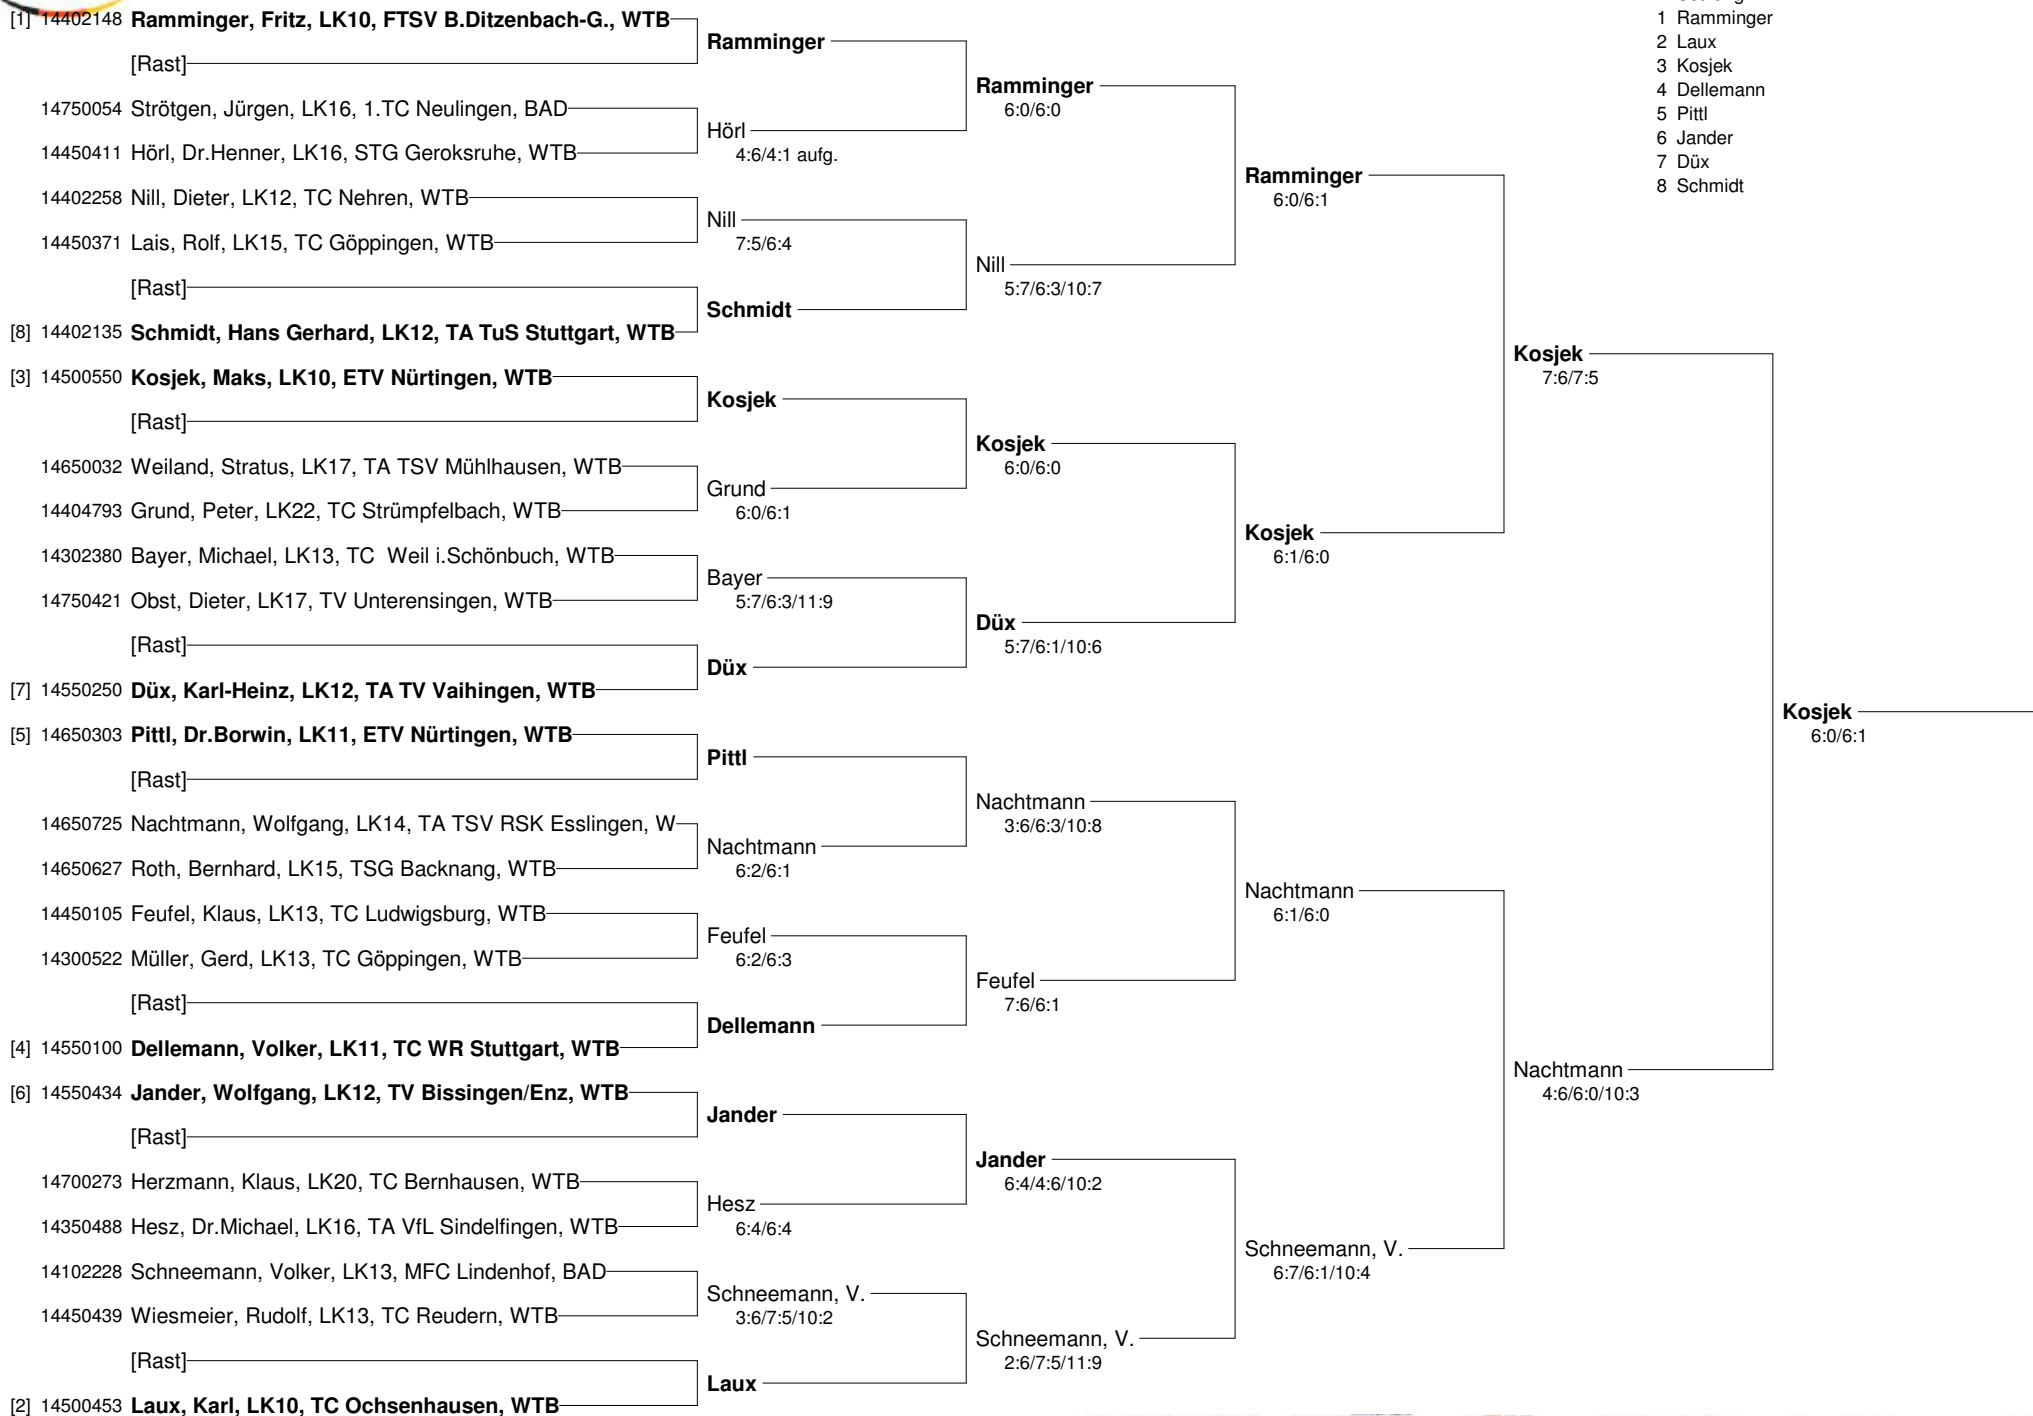 [1] 14402148 Ramminger, Fritz, LK10, FTSV B.Ditzenbach-G., WTB
[Rast]
14750054 Strötgen, Jürgen, LK16, 1.TC Neulingen, BAD
14450411 Hörl, Dr.Henner, LK16, STG Geroksruhe, WTB
14402258 Nill, Dieter, LK12, TC Nehren, WTB
14450371 Lais, Rolf, LK15, TC Göppingen, WTB
[Rast]
[8] 14402135 Schmidt, Hans Gerhard, LK12, TA TuS Stuttgart, WTB
[3] 14500550 Kosjek, Maks, LK10, ETV Nürtingen, WTB
[Rast]
14650032 Weiland, Stratus, LK17, TA TSV Mühlhausen, WTB
14404793 Grund, Peter, LK22, TC Strümpfelbach, WTB
14302380 Bayer, Michael, LK13, TC  Weil i.Schönbuch, WTB
14750421 Obst, Dieter, LK17, TV Unterensingen, WTB
[Rast]
[7] 14550250 Düx, Karl-Heinz, LK12, TA TV Vaihingen, WTB
[5] 14650303 Pittl, Dr.Borwin, LK11, ETV Nürtingen, WTB
[Rast]
14650725 Nachtmann, Wolfgang, LK14, TA TSV RSK Esslingen, W
14650627 Roth, Bernhard, LK15, TSG Backnang, WTB
14450105 Feufel, Klaus, LK13, TC Ludwigsburg, WTB
14300522 Müller, Gerd, LK13, TC Göppingen, WTB
[Rast]
[4] 14550100 Dellemann, Volker, LK11, TC WR Stuttgart, WTB
[6] 14550434 Jander, Wolfgang, LK12, TV Bissingen/Enz, WTB
[Rast]
14700273 Herzmann, Klaus, LK20, TC Bernhausen, WTB
14350488 Hesz, Dr.Michael, LK16, TA VfL Sindelfingen, WTB
14102228 Schneemann, Volker, LK13, MFC Lindenhof, BAD
14450439 Wiesmeier, Rudolf, LK13, TC Reudern, WTB
[Rast]
[2] 14500453 Laux, Karl, LK10, TC Ochsenhausen, WTB
Ramminger
Hörl
4:6/4:1 aufg.
Nill
7:5/6:4
Schmidt
Kosjek
Grund
6:0/6:1
Bayer
5:7/6:3/11:9
Düx
Pittl
Nachtmann
6:2/6:1
Feufel
6:2/6:3
Dellemann
Jander
Hesz
6:4/6:4
Schneemann, V.
3:6/7:5/10:2
Laux
Ramminger
6:0/6:0
Nill
5:7/6:3/10:7
Kosjek
6:0/6:0
Düx
5:7/6:1/10:6
Nachtmann
3:6/6:3/10:8
Feufel
7:6/6:1
Jander
6:4/4:6/10:2
Schneemann, V.
2:6/7:5/11:9
Ramminger
6:0/6:1
Kosjek
6:1/6:0
Nachtmann
6:1/6:0
Schneemann, V.
6:7/6:1/10:4
Kosjek
7:6/7:5
Nachtmann
4:6/6:0/10:3
Kosjek
6:0/6:1
1 Ramminger
2 Laux
3 Kosjek
4 Dellemann
5 Pittl
6 Jander
7 Düx
8 Schmidt